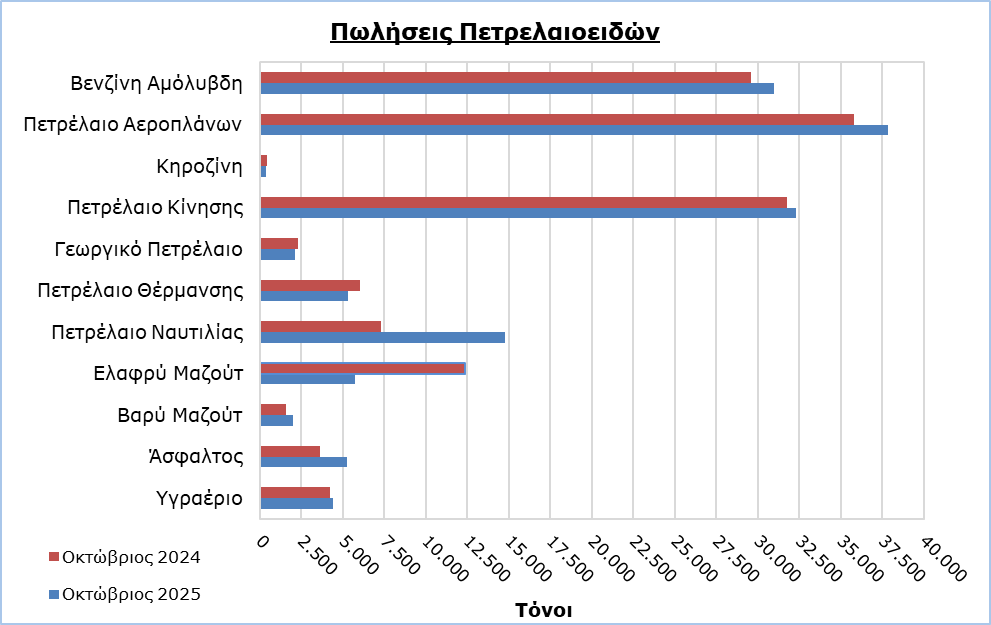 Πωλήσεις Πετρελαιοειδών
Βενζίνη Αμόλυβδη
Πετρέλαιο Αεροπλάνων
Κηροζίνη
Πετρέλαιο Κίνησης
Γεωργικό Πετρέλαιο
Πετρέλαιο Θέρμανσης
Πετρέλαιο Ναυτιλίας
Ελαφρύ Μαζούτ
Βαρύ Μαζούτ
Άσφαλτος
Υγραέριο
0
2.500
5.000
7.500
10.000
12.500
15.000
17.500
20.000
22.500
25.000
27.500
30.000
32.500
35.000
37.500
40.000
Τόνοι
Οκτώβριος 2024
Οκτώβριος 2025